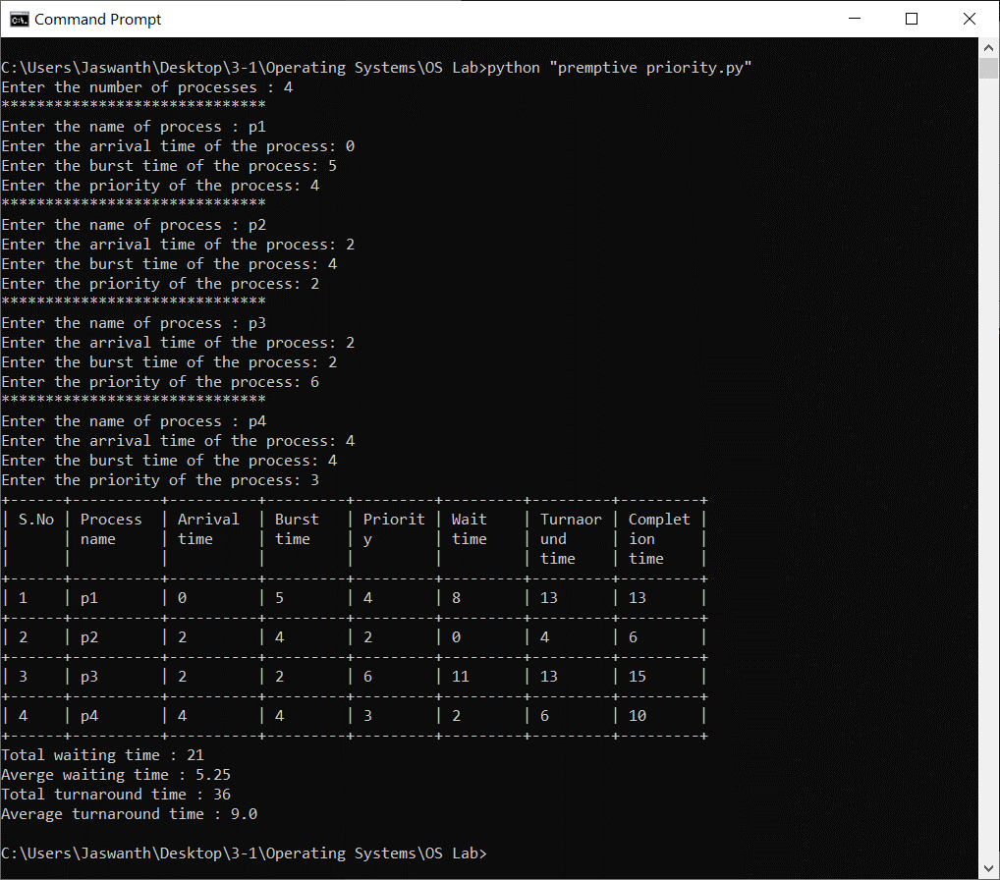 Command Prompt
C:\Users\Jaswanth\Desktop\3-1\Operating Systems\OS Lab>python "premptive priority.py"
Enter the number of processes : 4
******************************
Enter the name of process : p1
Enter the arrival time of the process: 0
Enter the burst time of the process: 5
Enter the priority of the process: 4
******************************
Enter the name of process : p2
Enter the arrival time of the process: 2
Enter the burst time of the process: 4
Enter the priority of the process: 2
******************************
Enter the name of process : p3
Enter the arrival time of the process: 2
Enter the burst time of the process: 2
Enter the priority of the process: 6
******************************
Enter the name of process : p4
Enter the arrival time of the process: 4
Enter the burst time of the process: 4
Enter the priority of the process: 3
+------+----------+----------+---------+---------+---------+---------+---------+
| S.No | Process  | Arrival  | Burst   | Priorit | Wait    | Turnaor | Complet |
|      | name     | time     | time    | y       | time    | und     | ion     |
|      |          |          |         |         |         | time    | time    |
+------+----------+----------+---------+---------+---------+---------+---------+
| 1    | p1       | 0        | 5       | 4       | 8       | 13      | 13      |
+------+----------+----------+---------+---------+---------+---------+---------+
| 2    | p2       | 2        | 4       | 2       | 0       | 4       | 6       |
+------+----------+----------+---------+---------+---------+---------+---------+
| 3    | p3       | 2        | 2       | 6       | 11      | 13      | 15      |
+------+----------+----------+---------+---------+---------+---------+---------+
| 4    | p4       | 4        | 4       | 3       | 2       | 6       | 10      |
+------+----------+----------+---------+---------+---------+---------+---------+
Total waiting time : 21
Averge waiting time : 5.25
Total turnaround time : 36
Average turnaround time : 9.0
C:\Users\Jaswanth\Desktop\3-1\Operating Systems\OS Lab>